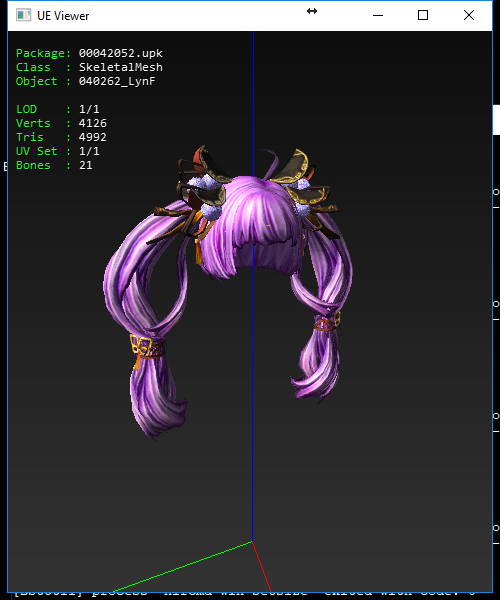 UE Viewer
Package: 00042052.upk
Class : SkeletalMesh
Object : 040262_LynF
LOD : 1/1
Verts : 4126
Tris : 4992
UV Set : 1/1
Bones : 21